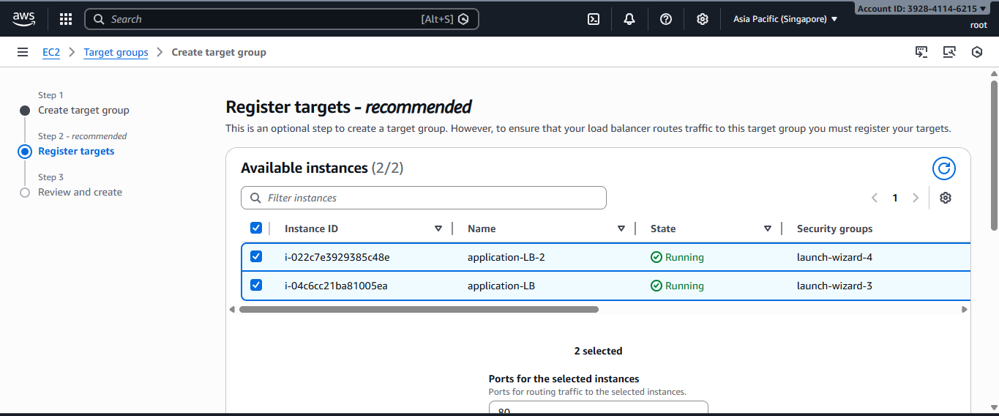 aws
Search [Alt+S]
Asia Pacific (Singapore)
Account ID: 3928-4114-6215
root
EC2 Target groups Create target group
Step 1
Create target group
Step 2 - recommended
Register targets
Step 3
Review and create
Register targets - recommended
This is an optional step to create a target group. However, to ensure that your load balancer routes traffic to this target group you must register your targets.
Available instances (2/2)
Filter instances
1
Instance ID Name State Security groups
i-022c7e3929385c48e application-LB-2 Running launch-wizard-4
i-04c6cc21ba81005ea application-LB Running launch-wizard-3
2 selected
Ports for the selected instances
Ports for routing traffic to the selected instances.
80